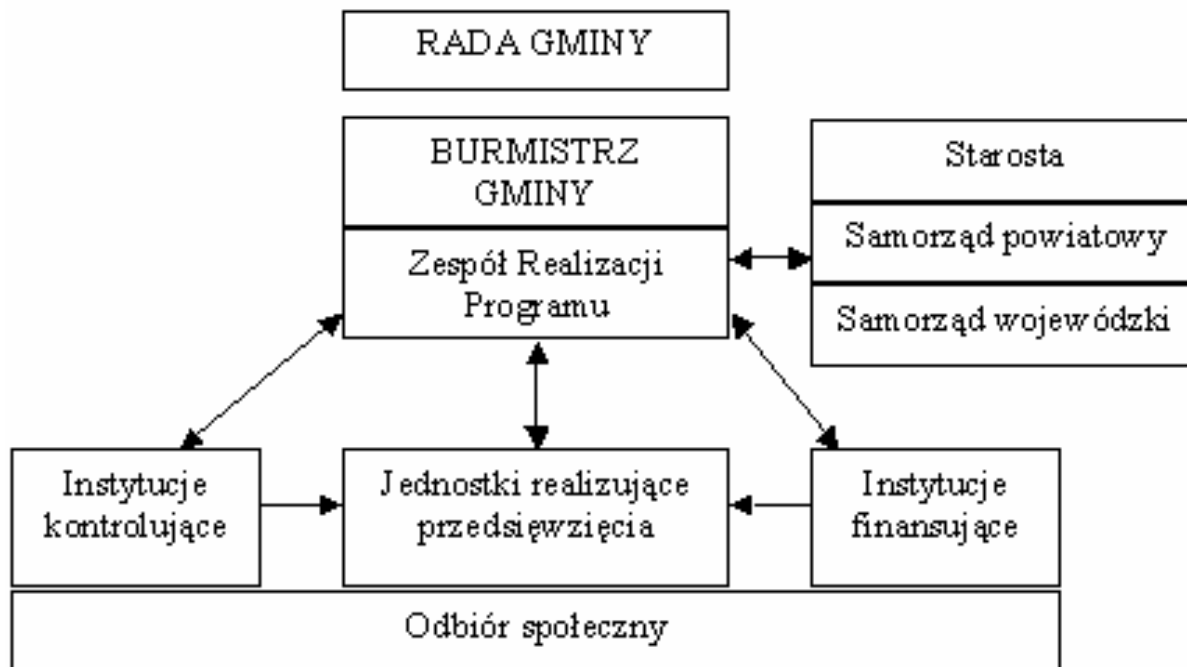 RADA GMINY
BURMISTRZ
GMINY
Zespół Realizacji
Programu
Starosta
Samorząd powiatowy
Samorząd wojewódzki
Instytucje
kontrolujące
Jednostki realizujące
przedsięwzięcia
Instytucje
finansujące
Odbiór społeczny